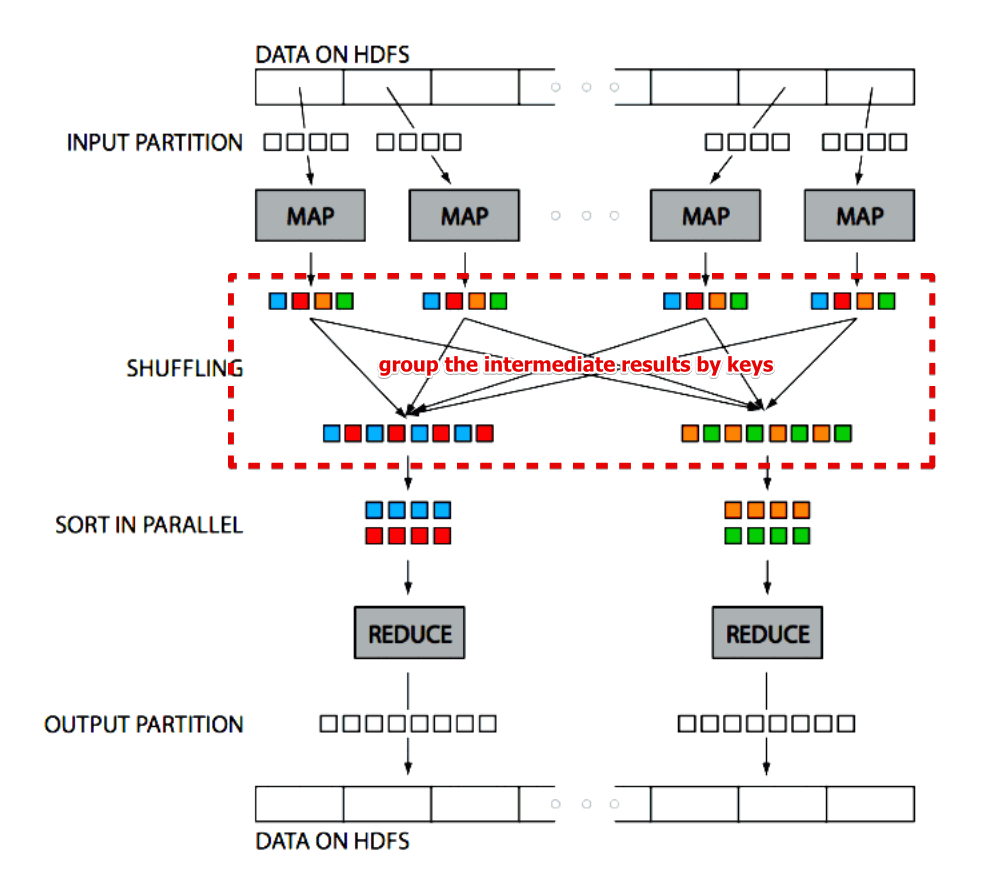 DATA ON HDFS
INPUT PARTITION
MAP
MAP
MAP
MAP
SHUFFLING
group the intermediate results by keys
SORT IN PARALLEL
REDUCE
REDUCE
OUTPUT PARTITION
DATA ON HDFS